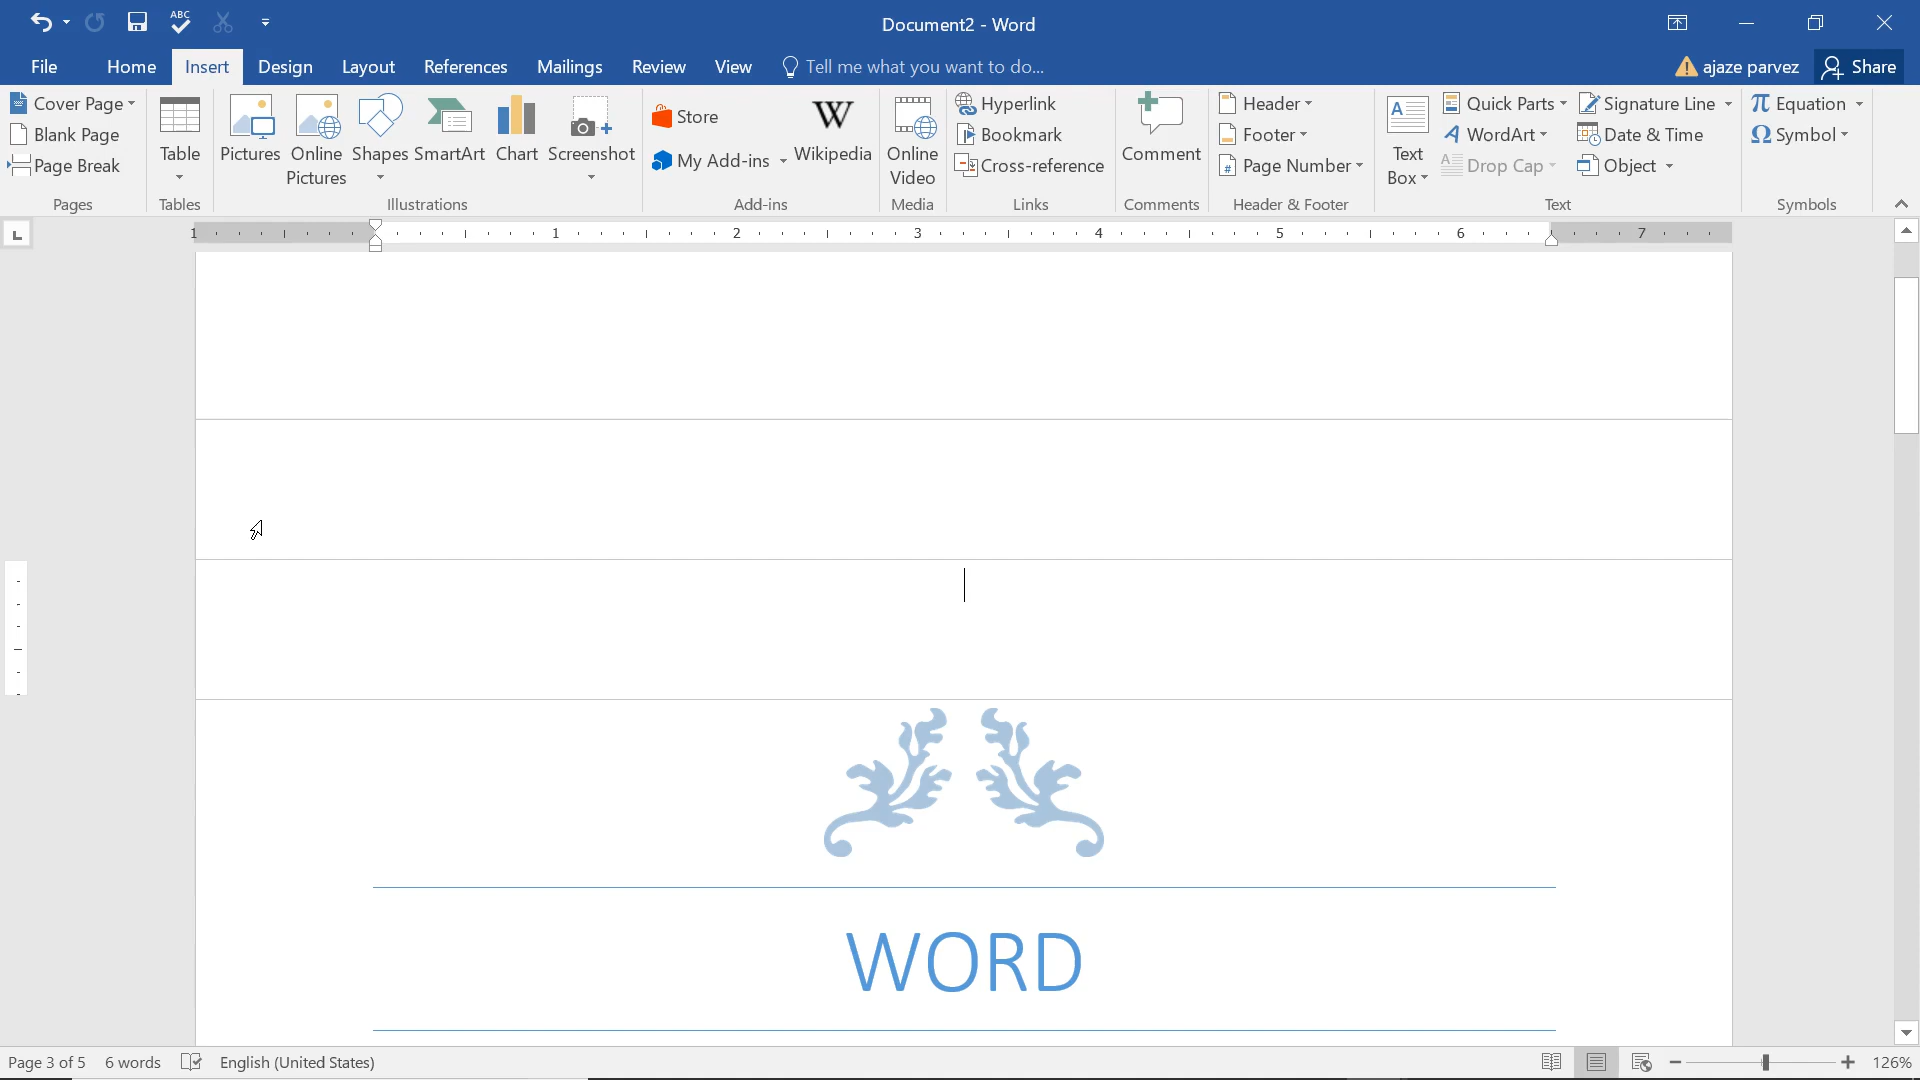 ABC
Document2 - Word
File Home Insert Design Layout References Mailings Review View Tell me what you want to do... ajaze parvez Share
Cover Page
Blank Page
Page Break
Pages
Table
Tables
Pictures
Online
Pictures
Shapes
SmartArt
Chart
Screenshot
Illustrations
Store
My Add-ins
W
Wikipedia
Add-ins
Online
Video
Media
Hyperlink
Bookmark
Cross-reference
Links
Comment
Comments
Header
Footer
# Page Number
Header & Footer
A
Text
Box
Quick Parts
A WordArt
A Drop Cap
Signature Line
Date & Time
Object
Text
π Equation
Ω Symbol
Symbols
L
1 1 2 3 4 5 6 7
WORD
Page 3 of 5 6 words English (United States) 126%